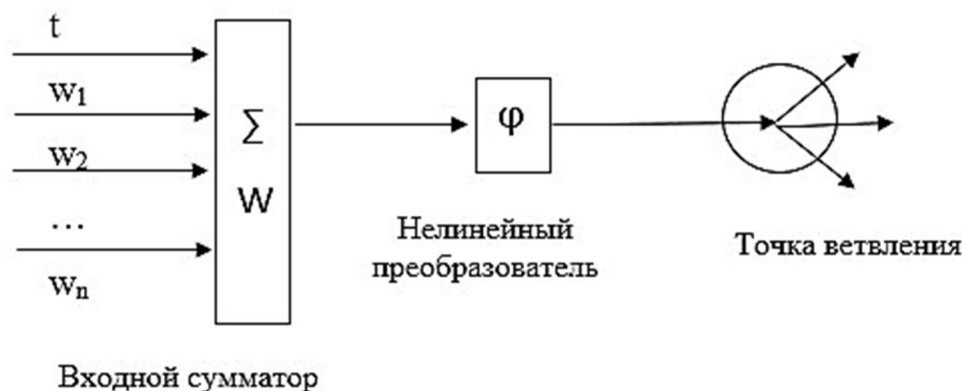 t
w₁
w₂
...
wₙ
∑
W
φ
Нелинейный
преобразователь
Точка ветвления
Входной сумматор